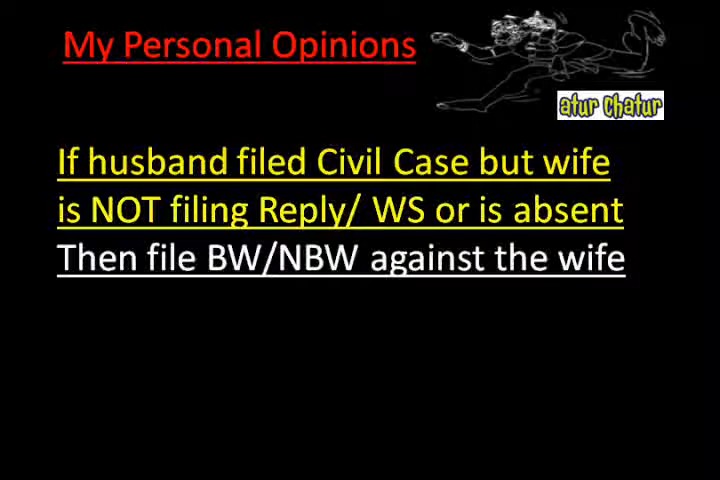 My Personal Opinions
atur chatur
If husband filed Civil Case but wife
is NOT filing Reply/ WS or is absent
Then file BW/NBW against the wife